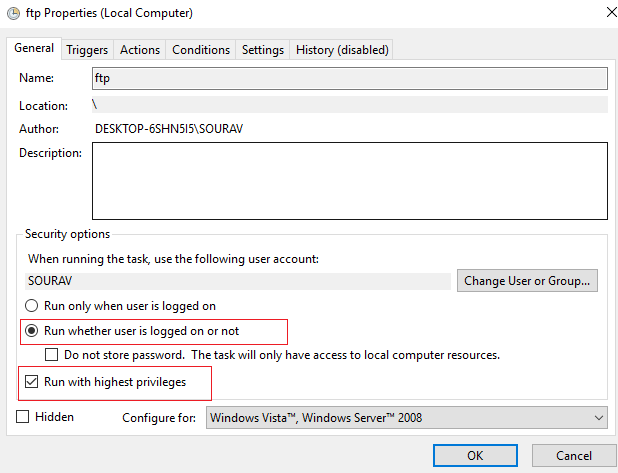 ftp Properties (Local Computer)
General Triggers Actions Conditions Settings History (disabled)
Name: ftp
Location: \
Author: DESKTOP-6SHN5I5\SOURAV
Description:
Security options
When running the task, use the following user account:
SOURAV Change User or Group...
Run only when user is logged on
Run whether user is logged on or not
Do not store password. The task will only have access to local computer resources.
Run with highest privileges
Hidden Configure for: Windows Vista™, Windows Server™ 2008
OK Cancel